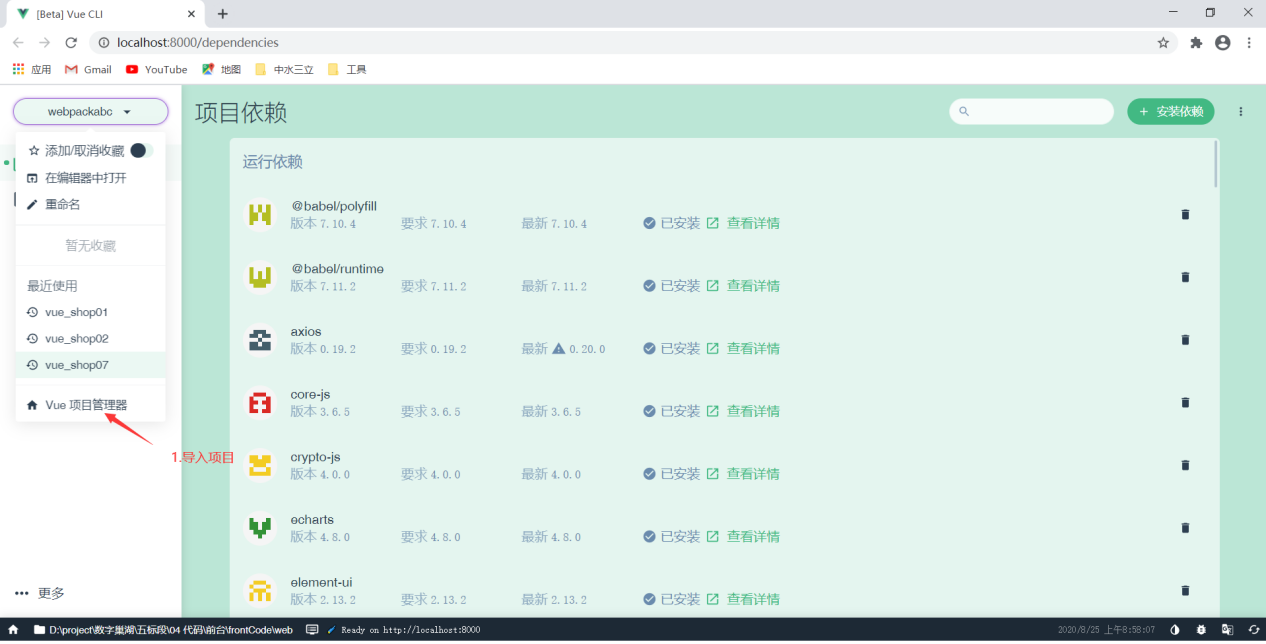 [Beta] Vue CLI
localhost:8000/dependencies
应用 Gmail YouTube 地图 中水三立 工具
webpackabc
添加/取消收藏
在编辑器中打开
重命名
暂无收藏
最近使用
vue_shop01
vue_shop02
vue_shop07
Vue 项目管理器
1.导入项目
更多
项目依赖
安装依赖
运行依赖
@babel/polyfill
版本 7.10.4 要求 7.10.4 最新 7.10.4 已安装 查看详情
@babel/runtime
版本 7.11.2 要求 7.11.2 最新 7.11.2 已安装 查看详情
axios
版本 0.19.2 要求 0.19.2 最新 0.20.0 已安装 查看详情
core-js
版本 3.6.5 要求 3.6.5 最新 3.6.5 已安装 查看详情
crypto-js
版本 4.0.0 要求 4.0.0 最新 4.0.0 已安装 查看详情
echarts
版本 4.8.0 要求 4.8.0 最新 4.8.0 已安装 查看详情
element-ui
版本 2.13.2 要求 2.13.2 最新 2.13.2 已安装 查看详情
D:\project\数字巢湖\五标段\04 代码\前台\frontCode\web Ready on http://localhost:8000 2020/8/25 上午8:58:07